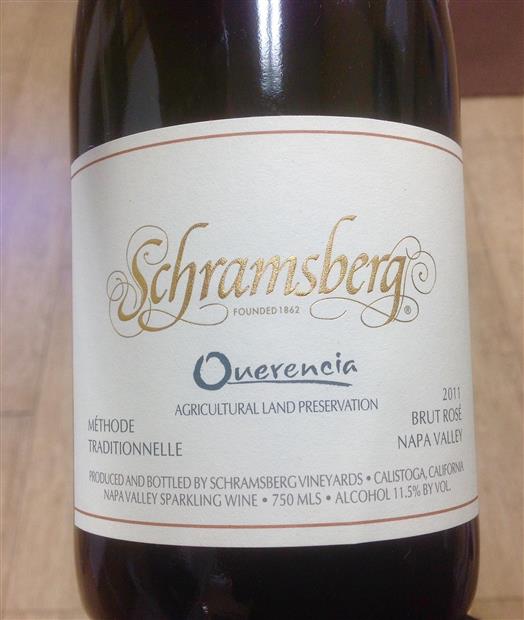 Schramsberg®
FOUNDED 1862
Querencia
AGRICULTURAL LAND PRESERVATION
MÉTHODE
TRADITIONNELLE
2011
BRUT ROSÉ
NAPA VALLEY
PRODUCED AND BOTTLED BY SCHRAMSBERG VINEYARDS • CALISTOGA, CALIFORNIA
NAPA VALLEY SPARKLING WINE • 750 MLS • ALCOHOL 11.5% BY VOL.